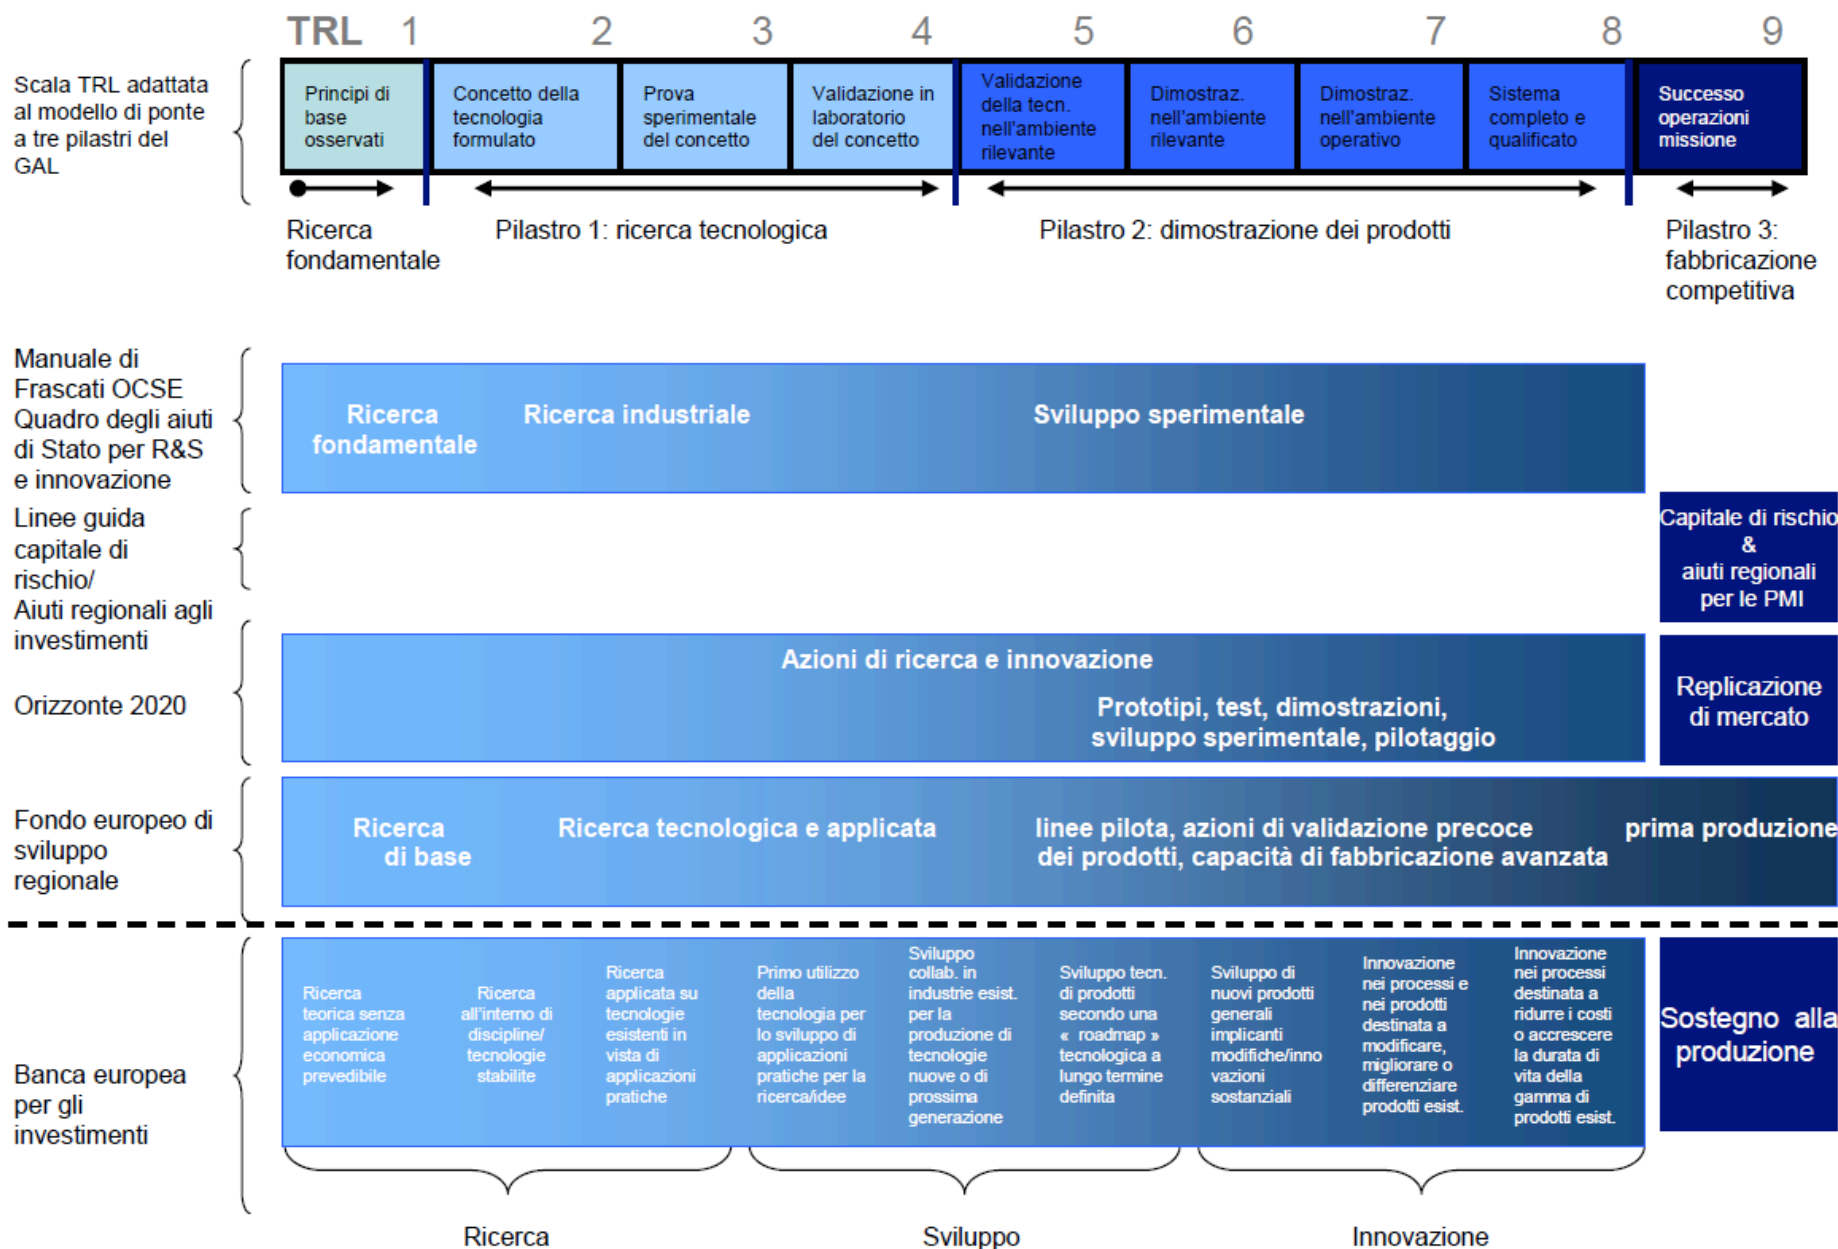 TRL 1 2 3 4 5 6 7 8 9
Scala TRL adattata
al modello di ponte
a tre pilastri del
GAL
Principi di
base
osservati
Concetto della
tecnologia
formulato
Prova
sperimentale
del concetto
Validazione in
laboratorio
del concetto
Validazione
della tecn.
nell'ambiente
rilevante
Dimostraz.
nell'ambiente
rilevante
Dimostraz.
nell'ambiente
operativo
Sistema
completo e
qualificato
Successo
operazioni
missione
Ricerca
fondamentale
Pilastro 1: ricerca tecnologica
Pilastro 2: dimostrazione dei prodotti
Pilastro 3:
fabbricazione
competitiva
Manuale di
Frascati OCSE
Quadro degli aiuti
di Stato per R&S
e innovazione
Ricerca
fondamentale
Ricerca industriale
Sviluppo sperimentale
Linee guida
capitale di
rischio/
Aiuti regionali agli
investimenti
Capitale di rischio
&
aiuti regionali
per le PMI
Orizzonte 2020
Azioni di ricerca e innovazione
Prototipi, test, dimostrazioni,
sviluppo sperimentale, pilotaggio
Replicazione
di mercato
Fondo europeo di
sviluppo
regionale
Ricerca
di base
Ricerca tecnologica e applicata
linee pilota, azioni di validazione precoce
dei prodotti, capacità di fabbricazione avanzata
prima produzione
Banca europea
per gli
investimenti
Ricerca
teorica senza
applicazione
economica
prevedibile
Ricerca
all'interno di
discipline/
tecnologie
stabilite
Ricerca
applicata su
tecnologie
esistenti in
vista di
applicazioni
pratiche
Primo utilizo
della
tecnologia per
lo sviluppo di
applicazioni
pratiche per la
ricerca/idee
Sviluppo
collab. in
industrie esist.
per la
produzione di
tecnologie
nuove o di
prossima
generazione
Sviluppo tecn.
di prodotti
secondo una
« roadmap »
tecnologica a
lungo termine
definita
Sviluppo di
nuovi prodotti
generali
implicanti
modifiche/inno
vazioni
sostanziali
Innovazione
nei processi e
nei prodotti
destinata a
modificare,
migliorare o
differenziare
prodotti esist.
Innovazione
nei processi
destinata a
ridurre i costi
o accrescere
la durata di
vita della
gamma di
prodotti esist.
Sostegno alla
produzione
Ricerca
Sviluppo
Innovazione